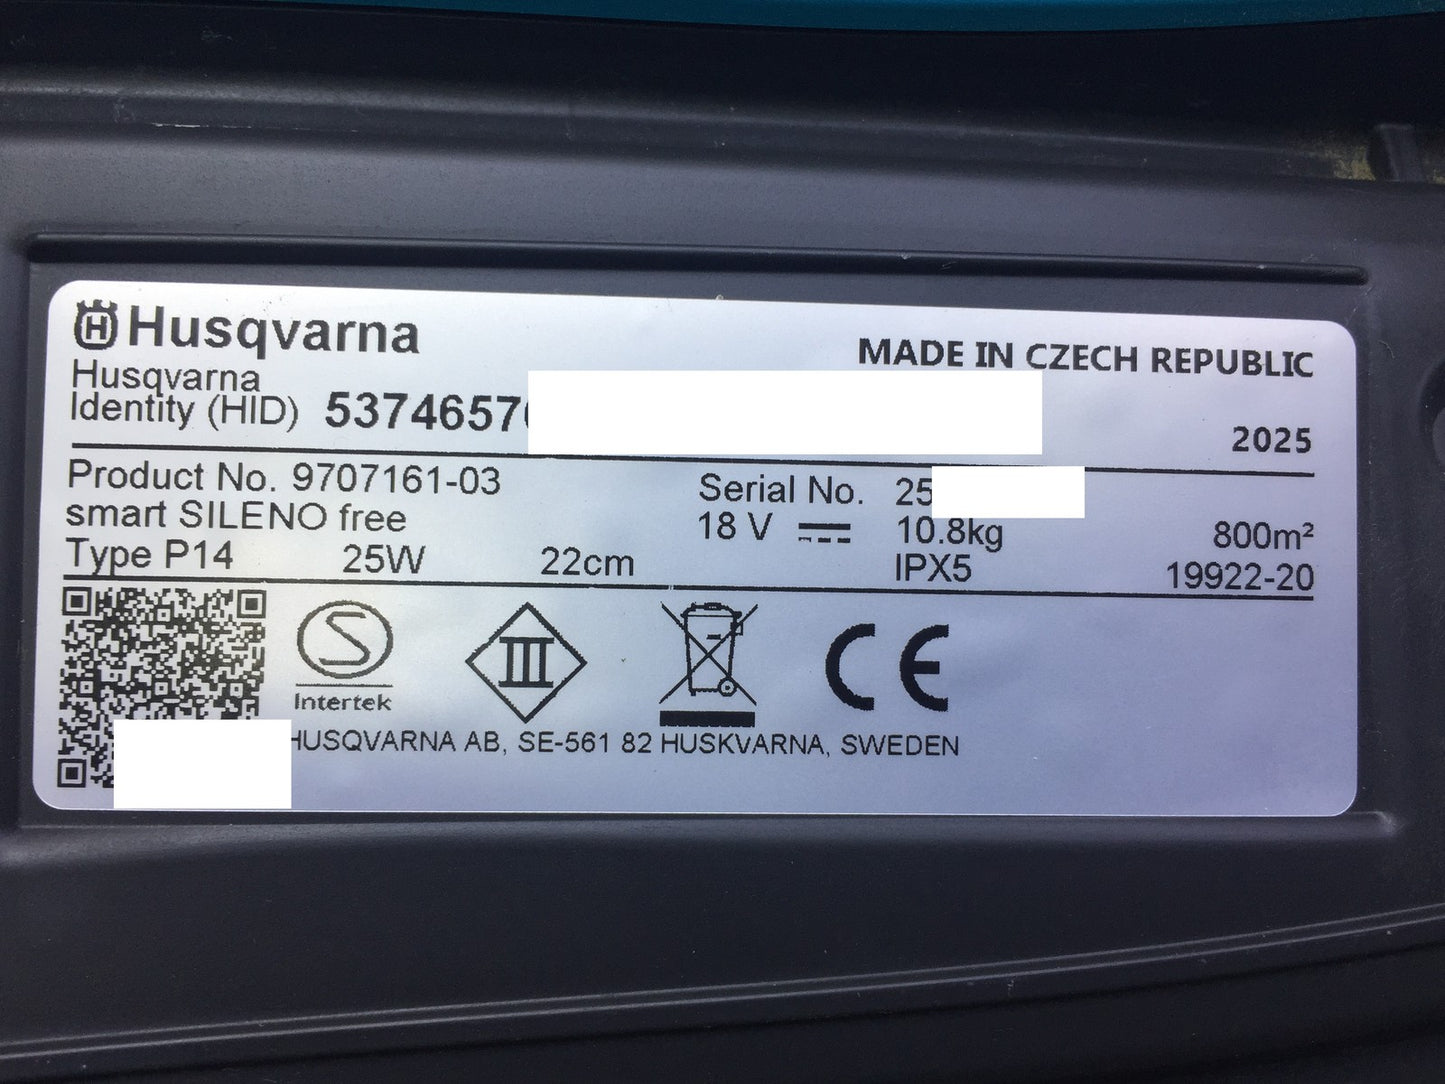 Husqvarna
MADE IN CZECH REPUBLIC
Husqvarna
Identity (HID) 5374657
2025
Product No. 9707161-03
Serial No. 25
smart SILENO free
18 V 10.8kg 800m²
Type P14 25W 22cm IPX5 19922-20
S
Intertek
III
CE
HUSQVARNA AB, SE-561 82 HUSKVARNA, SWEDEN